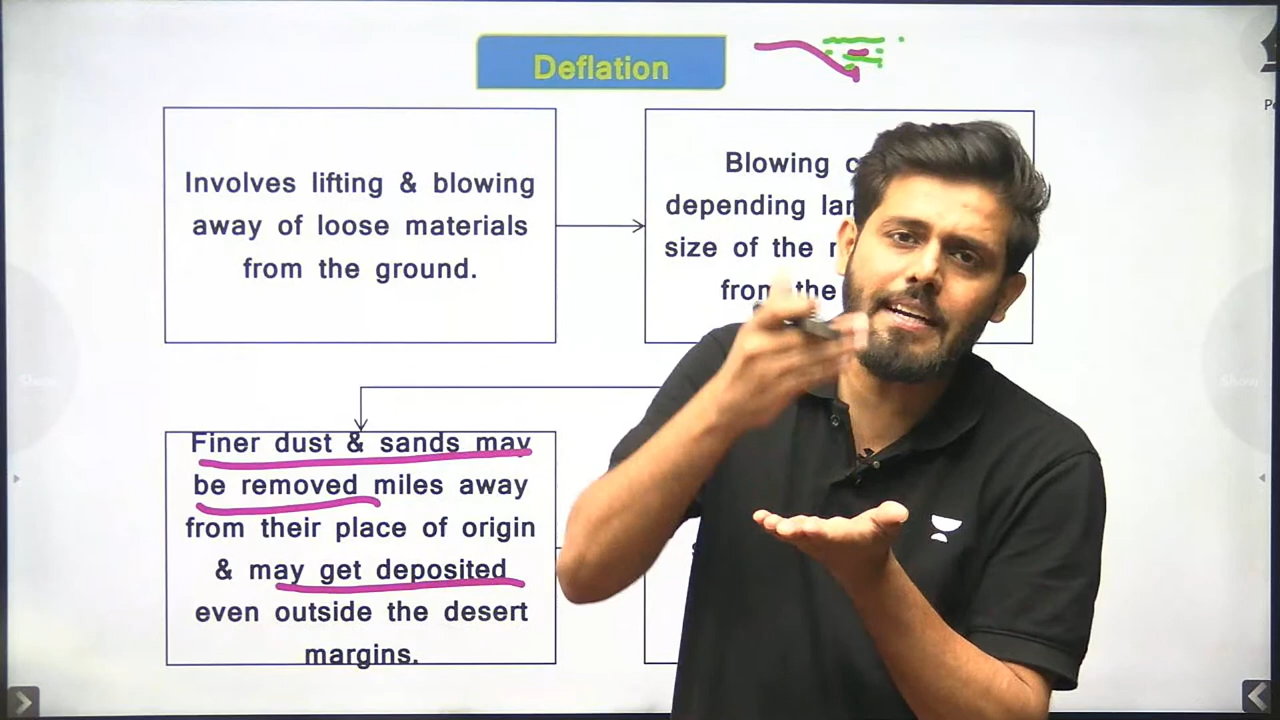 Deflation
Involves lifting & blowing
away of loose materials
from the ground.
Blowing
depending
size of the
from the
Finer dust & sands may
be removed miles away
from their place of origin
& may get deposited
even outside the desert
margins.